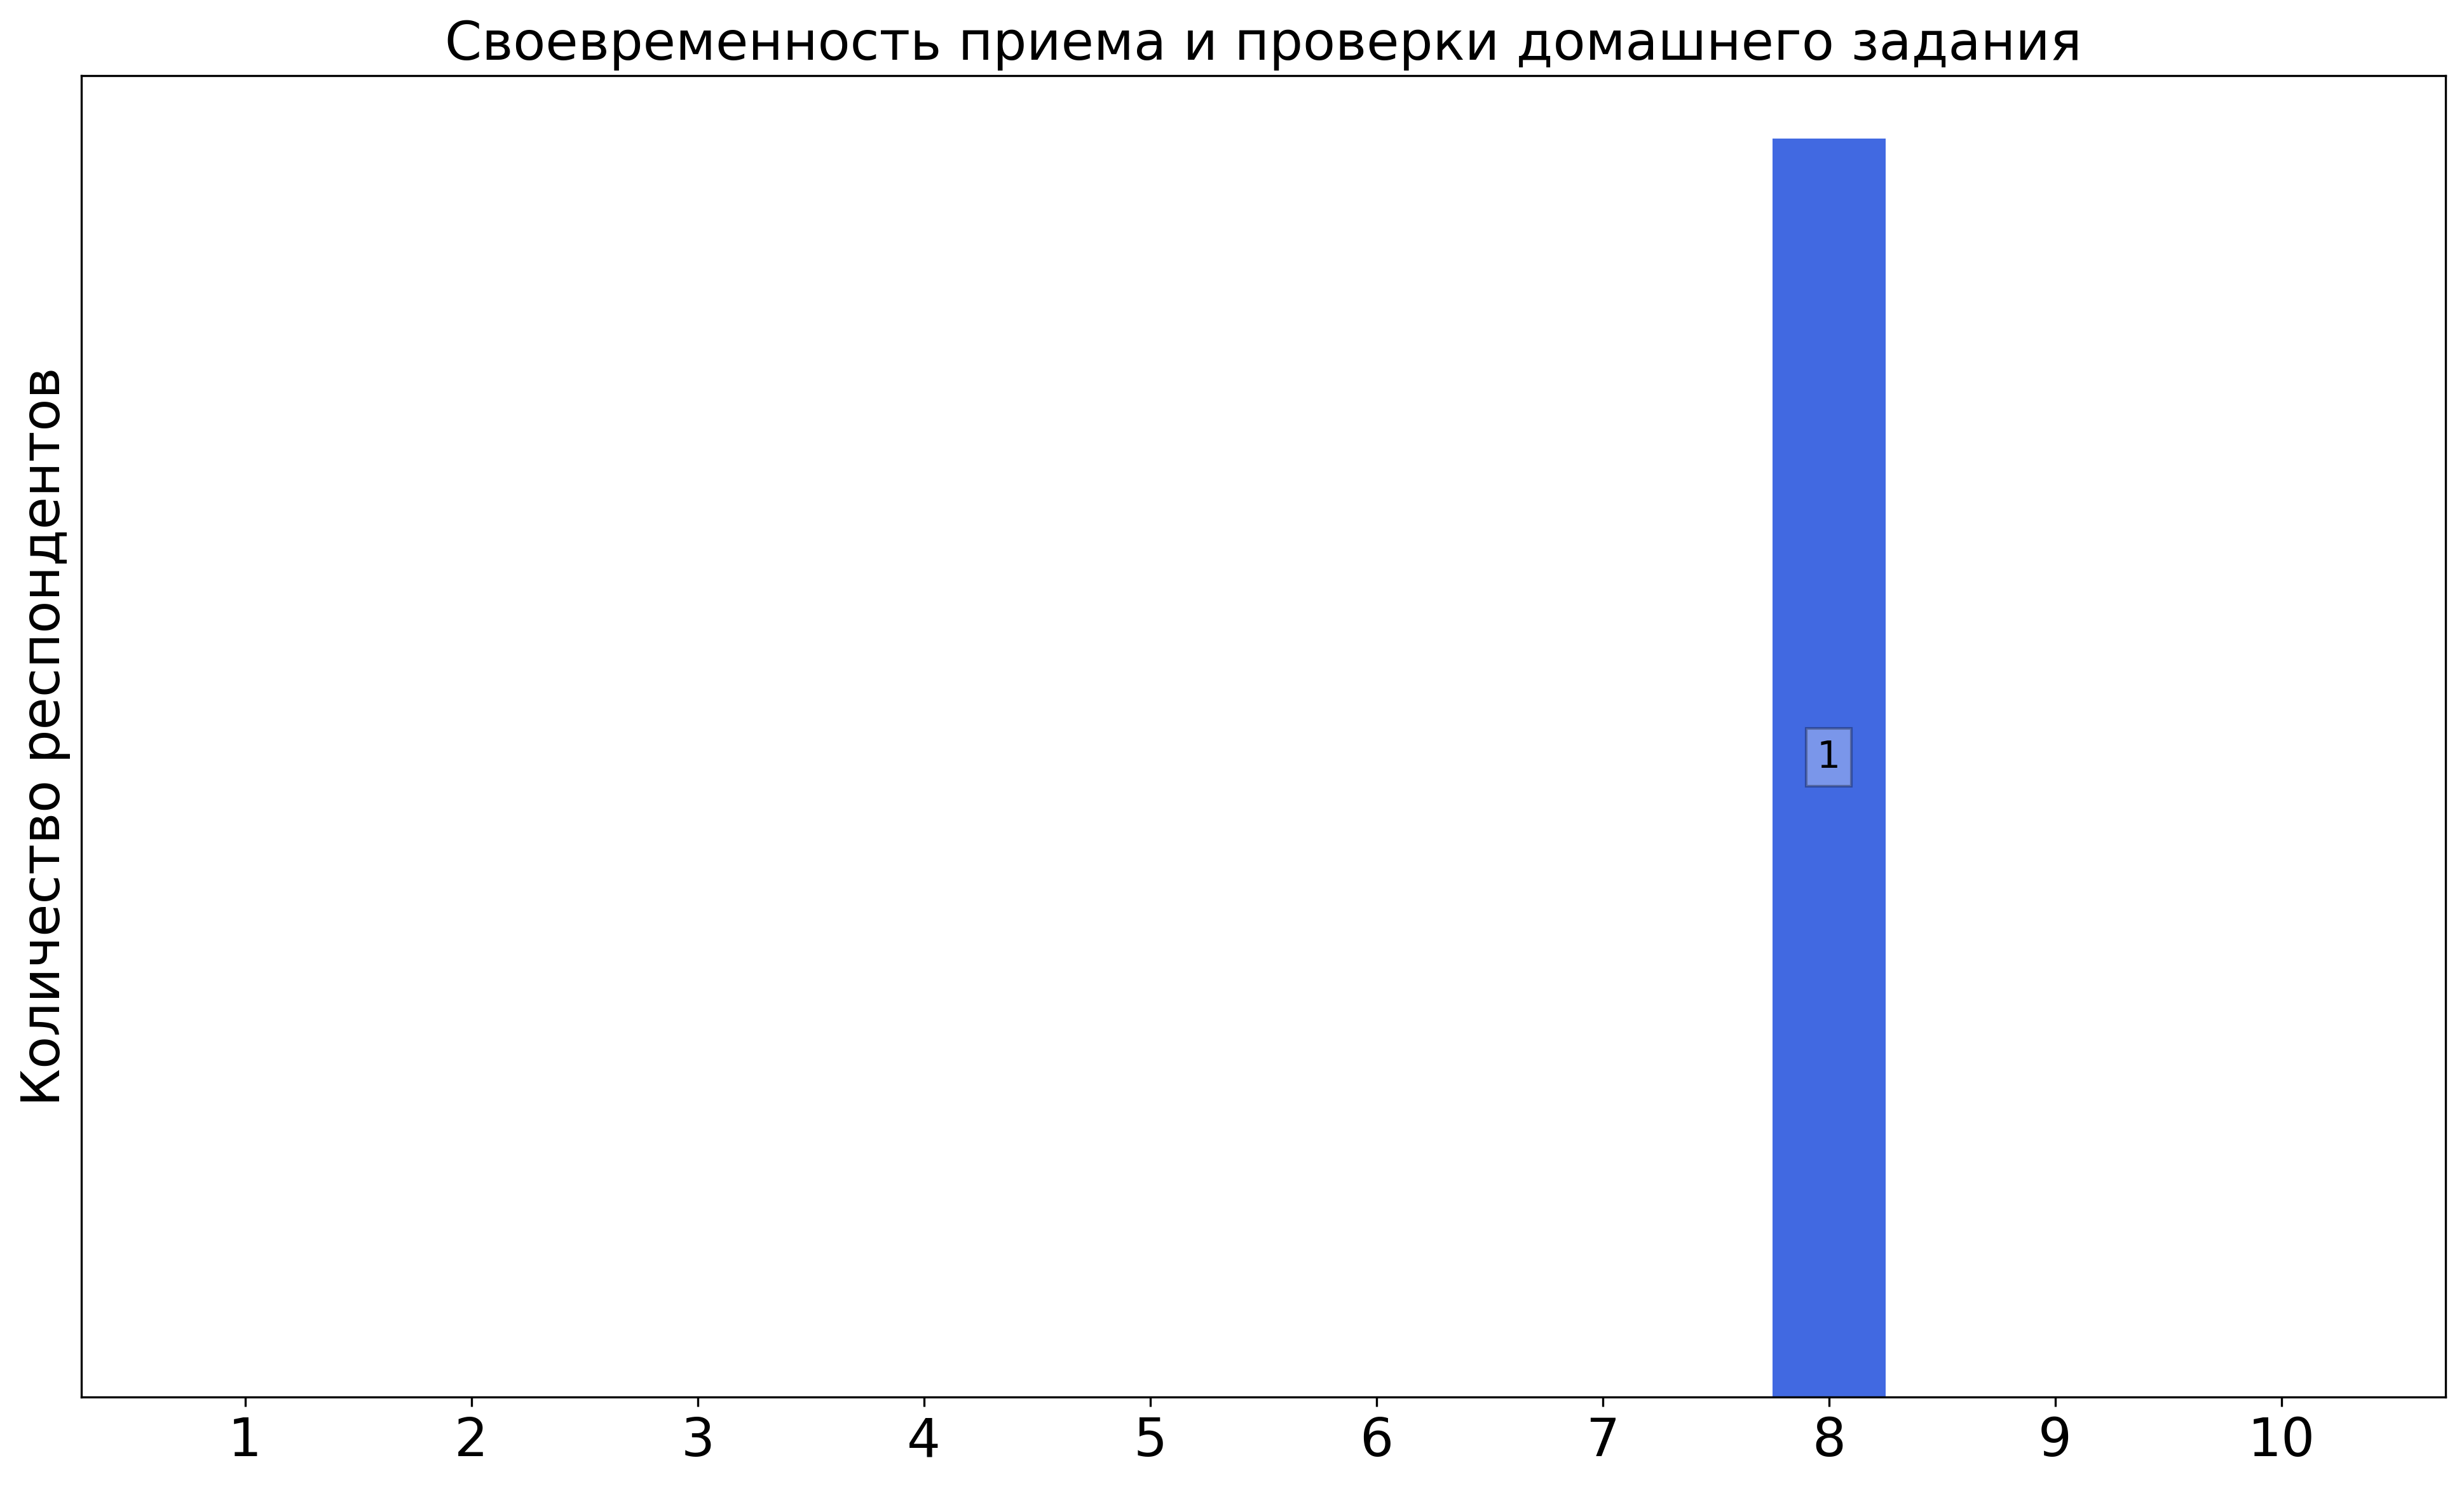 Своевременность приема и проверки домашнего задания
Количество респондентов
1
1 2 3 4 5 6 7 8 9 10